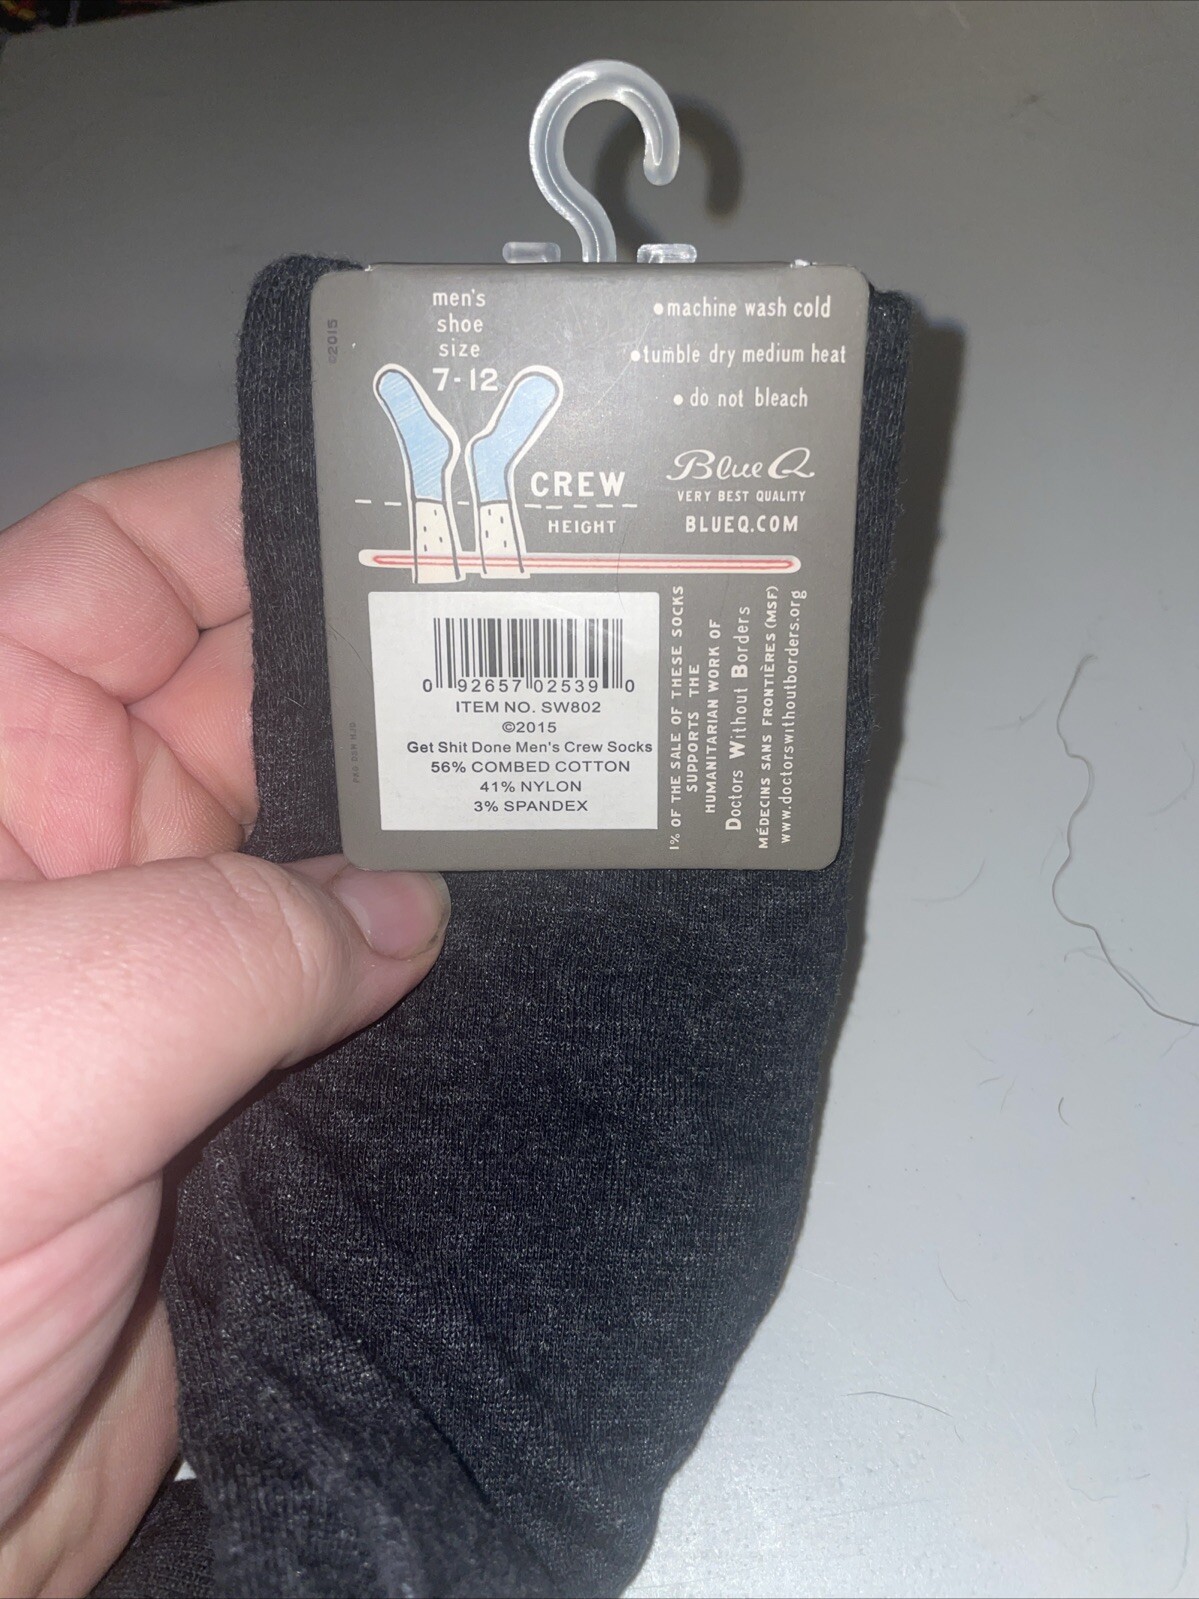 ©2015
men's
shoe
size
7-12
CREW
HEIGHT
•machine wash cold
•tumble dry medium heat
• do not bleach
Blue Q
VERY BEST QUALITY
BLUEQ.COM
0 92657 02539 0
ITEM NO. SW802
©2015
Get Shit Done Men's Crew Socks
56% COMBED COTTON
41% NYLON
3% SPANDEX
1% OF THE SALE OF THESE SOCKS
SUPPORTS THE
HUMANITARIAN WORK OF
Doctors Without Borders
MÉDECINS SANS FRONTIÈRES (MSF)
www.doctorswithoutborders.org